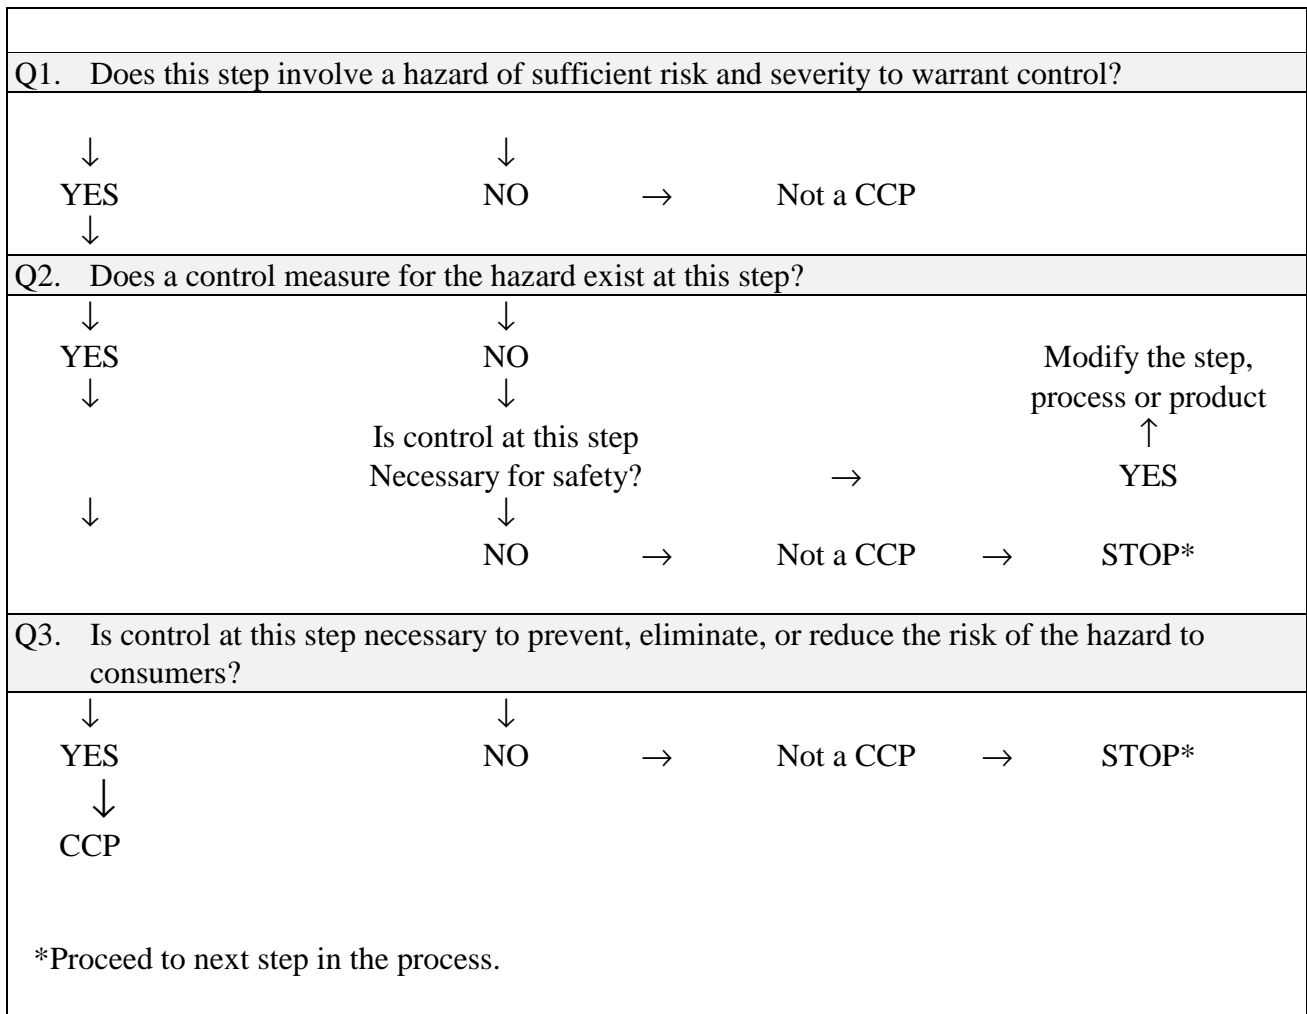 Q1. Does this step involve a hazard of sufficient risk and severity to warrant control?
↓ ↓
YES NO → Not a CCP
↓
Q2. Does a control measure for the hazard exist at this step?
↓ ↓
YES NO Modify the step,
↓ ↓ process or product
Is control at this step ↑
Necessary for safety? → YES
↓ ↓
NO → Not a CCP → STOP*
Q3. Is control at this step necessary to prevent, eliminate, or reduce the risk of the hazard to
consumers?
↓ ↓
YES NO → Not a CCP → STOP*
↓
CCP
*Proceed to next step in the process.